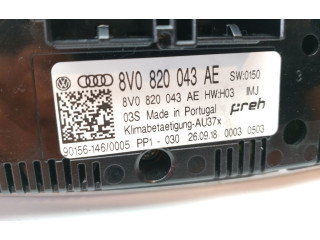 8V0 820 043 AE SW:0150
8V0 820 043 AE HW:H03 IMJ
03S Made in Portugal preh
Klimabetaetigung-AU37x
90156-146/0005 PP1-030 26.09.18 0003 0503